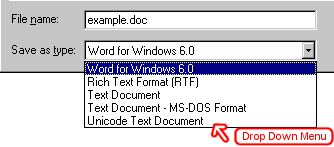 File name: example.doc
Save as type: Word for Windows 6.0
Word for Windows 6.0
Rich Text Format (RTF)
Text Document
Text Document - MS-DOS Format
Unicode Text Document
Drop Down Menu